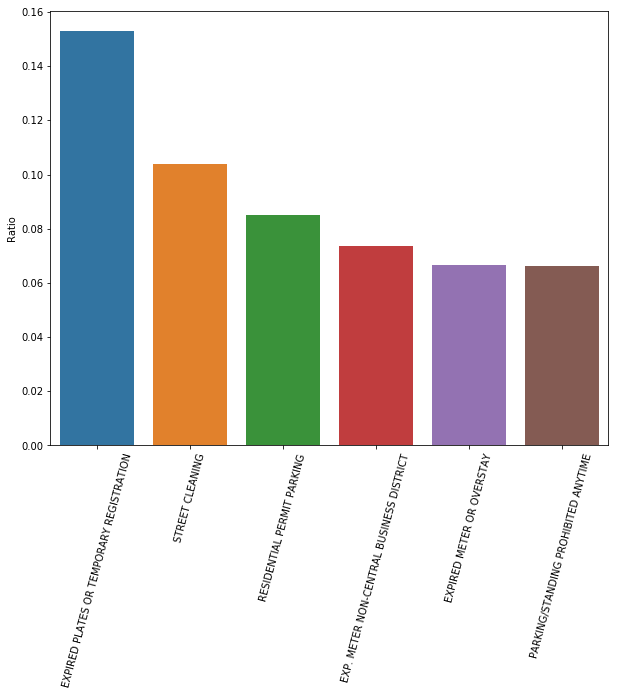 0.16
0.14
0.12
0.10
0.08
0.06
0.04
0.02
0.00
Ratio
EXPIRED PLATES OR TEMPORARY REGISTRATION
STREET CLEANING
RESIDENTIAL PERMIT PARKING
EXP. METER NON-CENTRAL BUSINESS DISTRICT
EXPIRED METER OR OVERSTAY
PARKING/STANDING PROHIBITED ANYTIME